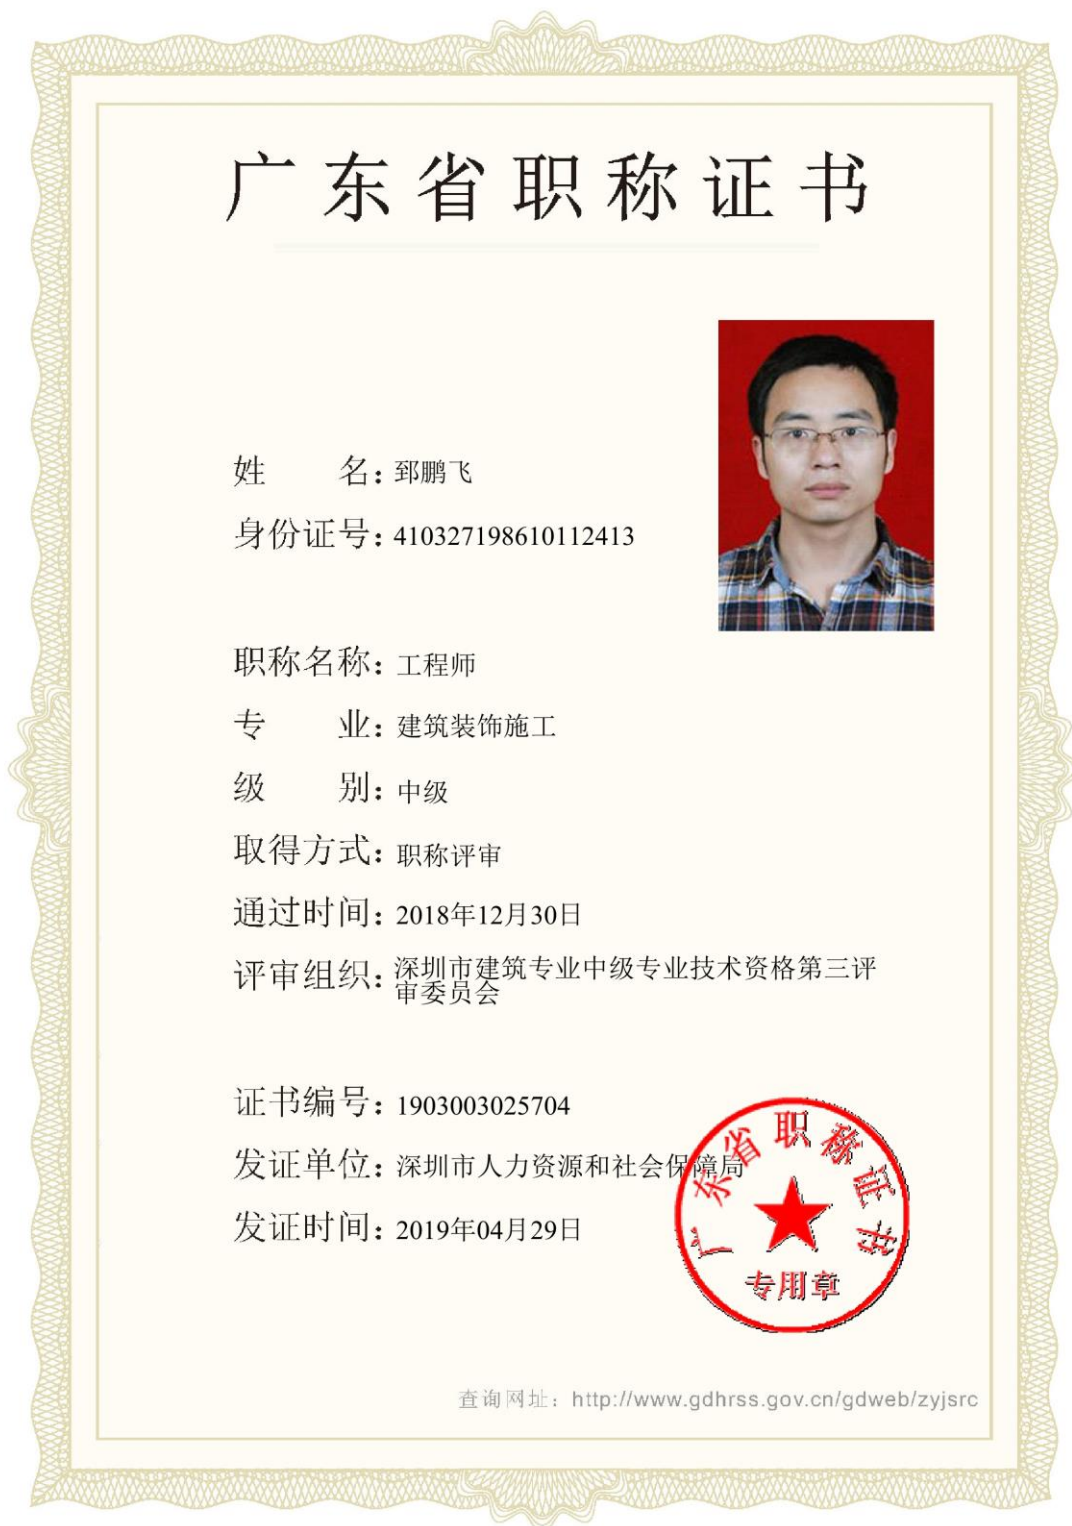 广东省职称证书
姓 名：郅鹏飞
身份证号：410327198610112413
职称名称：工程师
专 业：建筑装饰施工
级 别：中级
取得方式：职称评审
通过时间：2018年12月30日
评审组织：深圳市建筑专业中级专业技术资格第三评
审委员会
证书编号：1903003025704
发证单位：深圳市人力资源和社会保障局
发证时间：2019年04月29日
广东省职称证书
专用章
查询网址：http://www.gdhrss.gov.cn/gdweb/zyjsrc